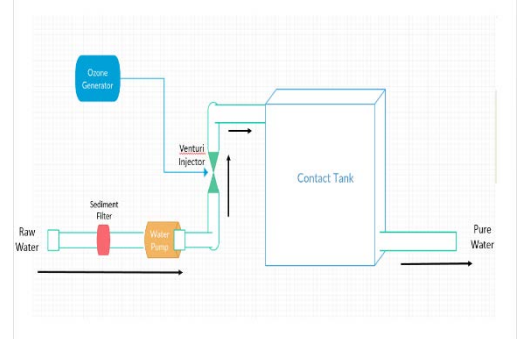 Ozone
Generator
Venturi
Injector
Contact Tank
Sediment
Filter
Raw
Water
Water
Pump
Pure
Water